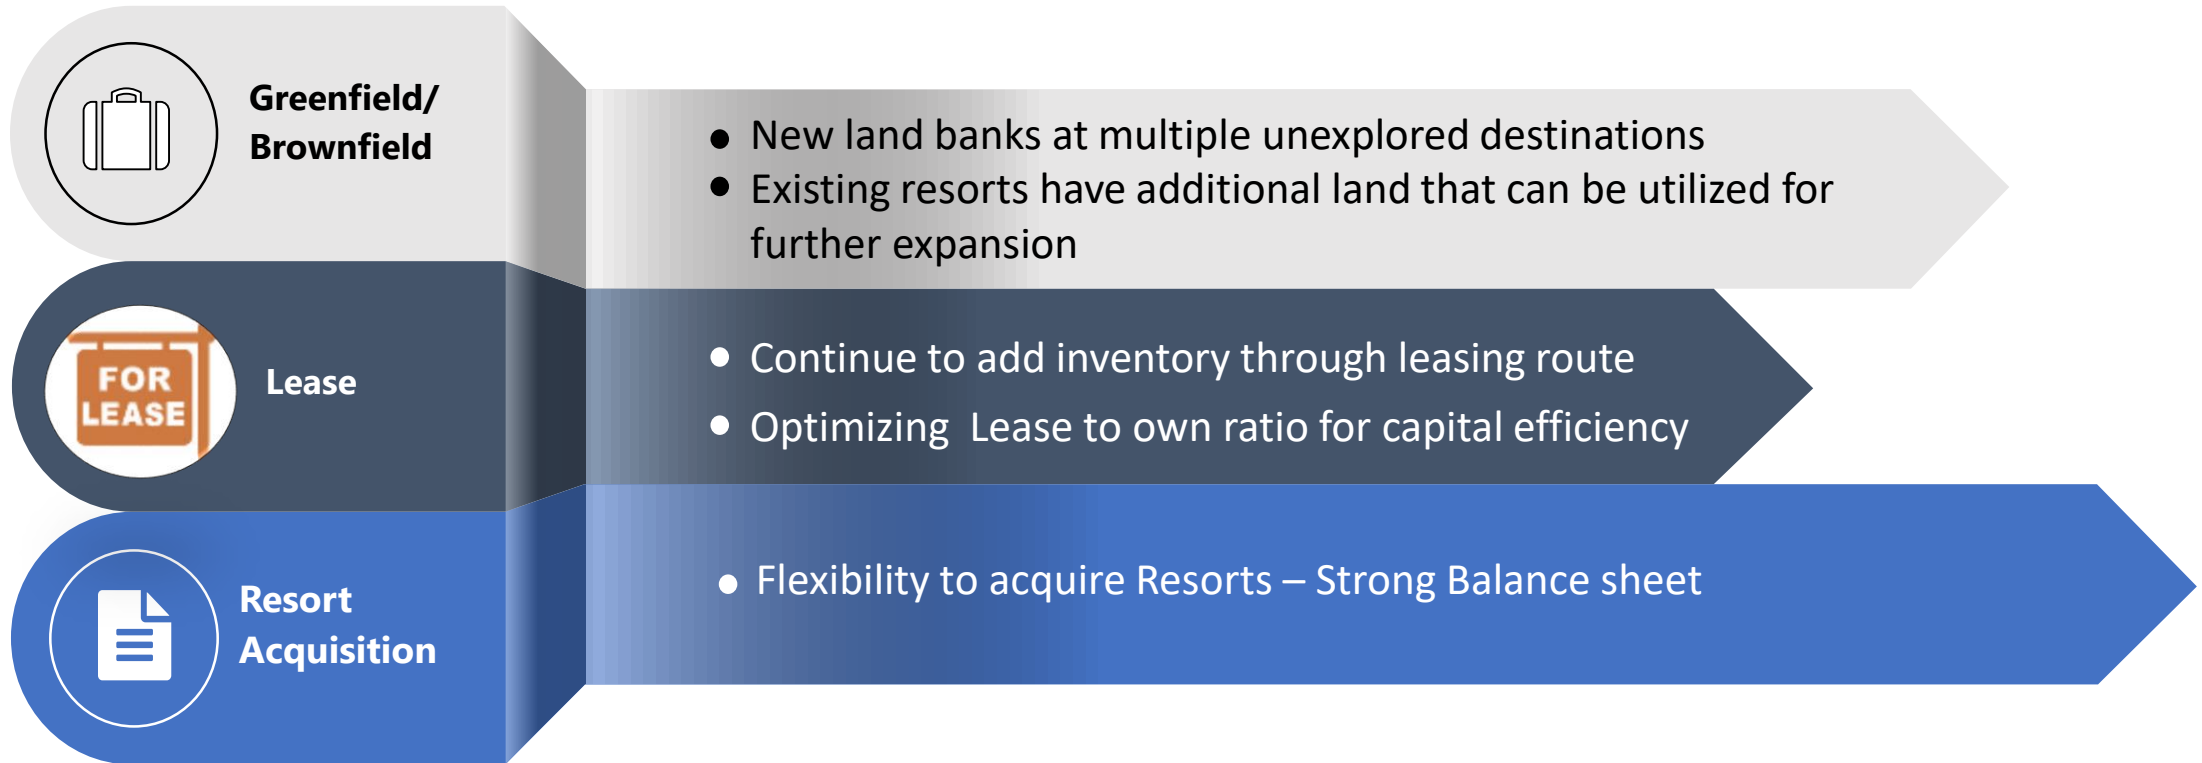 Greenfield/
Brownfield
● New land banks at multiple unexplored destinations
● Existing resorts have additional land that can be utilized for
further expansion
FOR
LEASE
Lease
● Continue to add inventory through leasing route
● Optimizing  Lease to own ratio for capital efficiency
Resort
Acquisition
● Flexibility to acquire Resorts – Strong Balance sheet